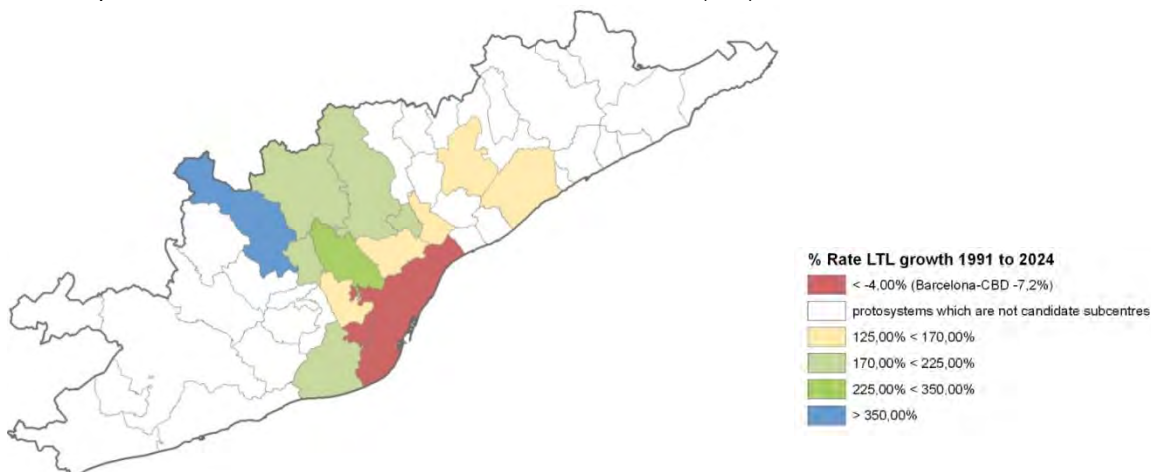 % Rate LTL growth 1991 to 2024
< -4,00% (Barcelona-CBD -7,2%)
protosystems which are not candidate subcentres
125,00% < 170,00%
170,00% < 225,00%
225,00% < 350,00%
> 350,00%